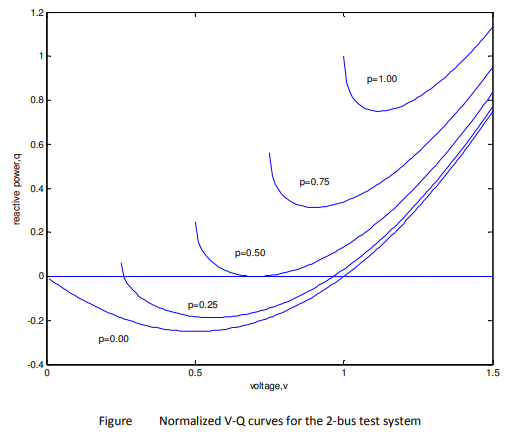 1.2
1
0.8
0.6
0.4
0.2
0
-0.2
-0.4
reactive power,q
p=1.00
p=0.75
p=0.50
p=0.25
p=0.00
0
0.5
1
1.5
voltage,v
Figure Normalized V-Q curves for the 2-bus test system